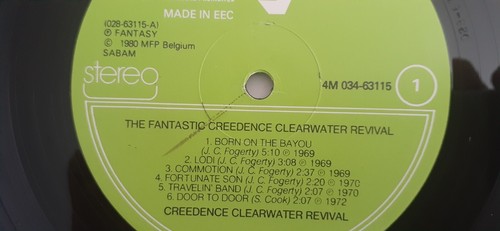 MADE IN EEC
(028-63115-A)
℗ FANTASY
© 1980 MFP Belgium
SABAM
stereo
4M 034-63115
1
THE FANTASTIC CREEDENCE CLEARWATER REVIVAL
1. BORN ON THE BAYOU
(J. C. Fogerty) 5:10 ℗ 1969
2. LODI (J. C. Fogerty) 3:08 ℗ 1969
3. COMMOTION (J. C. Fogerty) 2:37 ℗ 1969
4. FORTUNATE SON (J. C. Fogerty) 2:20 ℗ 1970
5. TRAVELIN' BAND (J. C. Fogerty) 2:07 ℗ 1970
6. DOOR TO DOOR (S. Cook) 2:07 ℗ 1972
CREEDENCE CLEARWATER REVIVAL